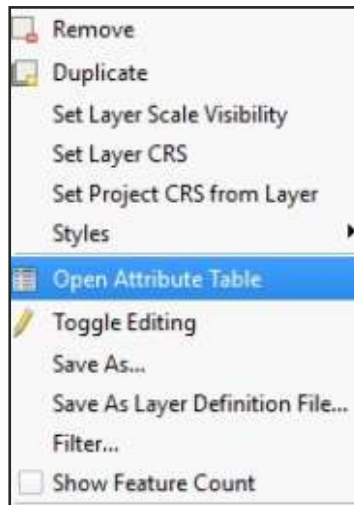 Remove
Duplicate
Set Layer Scale Visibility
Set Layer CRS
Set Project CRS from Layer
Styles
Open Attribute Table
Toggle Editing
Save As...
Save As Layer Definition File...
Filter...
Show Feature Count